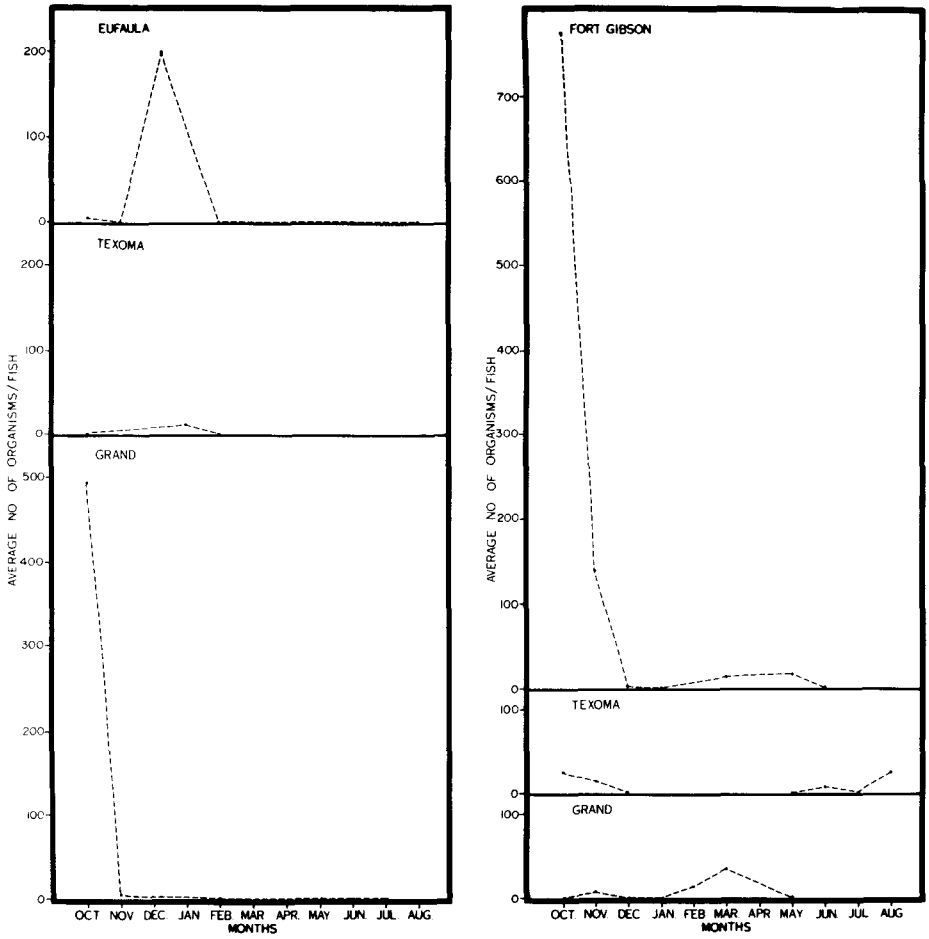 EUFAULA
200-
100-
0
TEXOMA
200-
100-
0
GRAND
500-
400-
300-
200-
100-
0
AVERAGE NO OF ORGANISMS/FISH
OCT. NOV. DEC. JAN. FEB. MAR. APR. MAY JUN. JUL. AUG.
MONTHS
FORT GIBSON
700-
600-
500-
400-
300-
200-
100-
0
TEXOMA
100-
0
GRAND
100-
0
AVERAGE NO OF ORGANISMS/FISH
OCT. NOV. DEC. JAN. FEB. MAR. APR. MAY JUN. JUL. AUG.
MONTHS